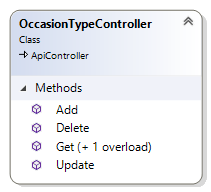 OccasionTypeController
Class
ApiController
Methods
Add
Delete
Get (+ 1 overload)
Update